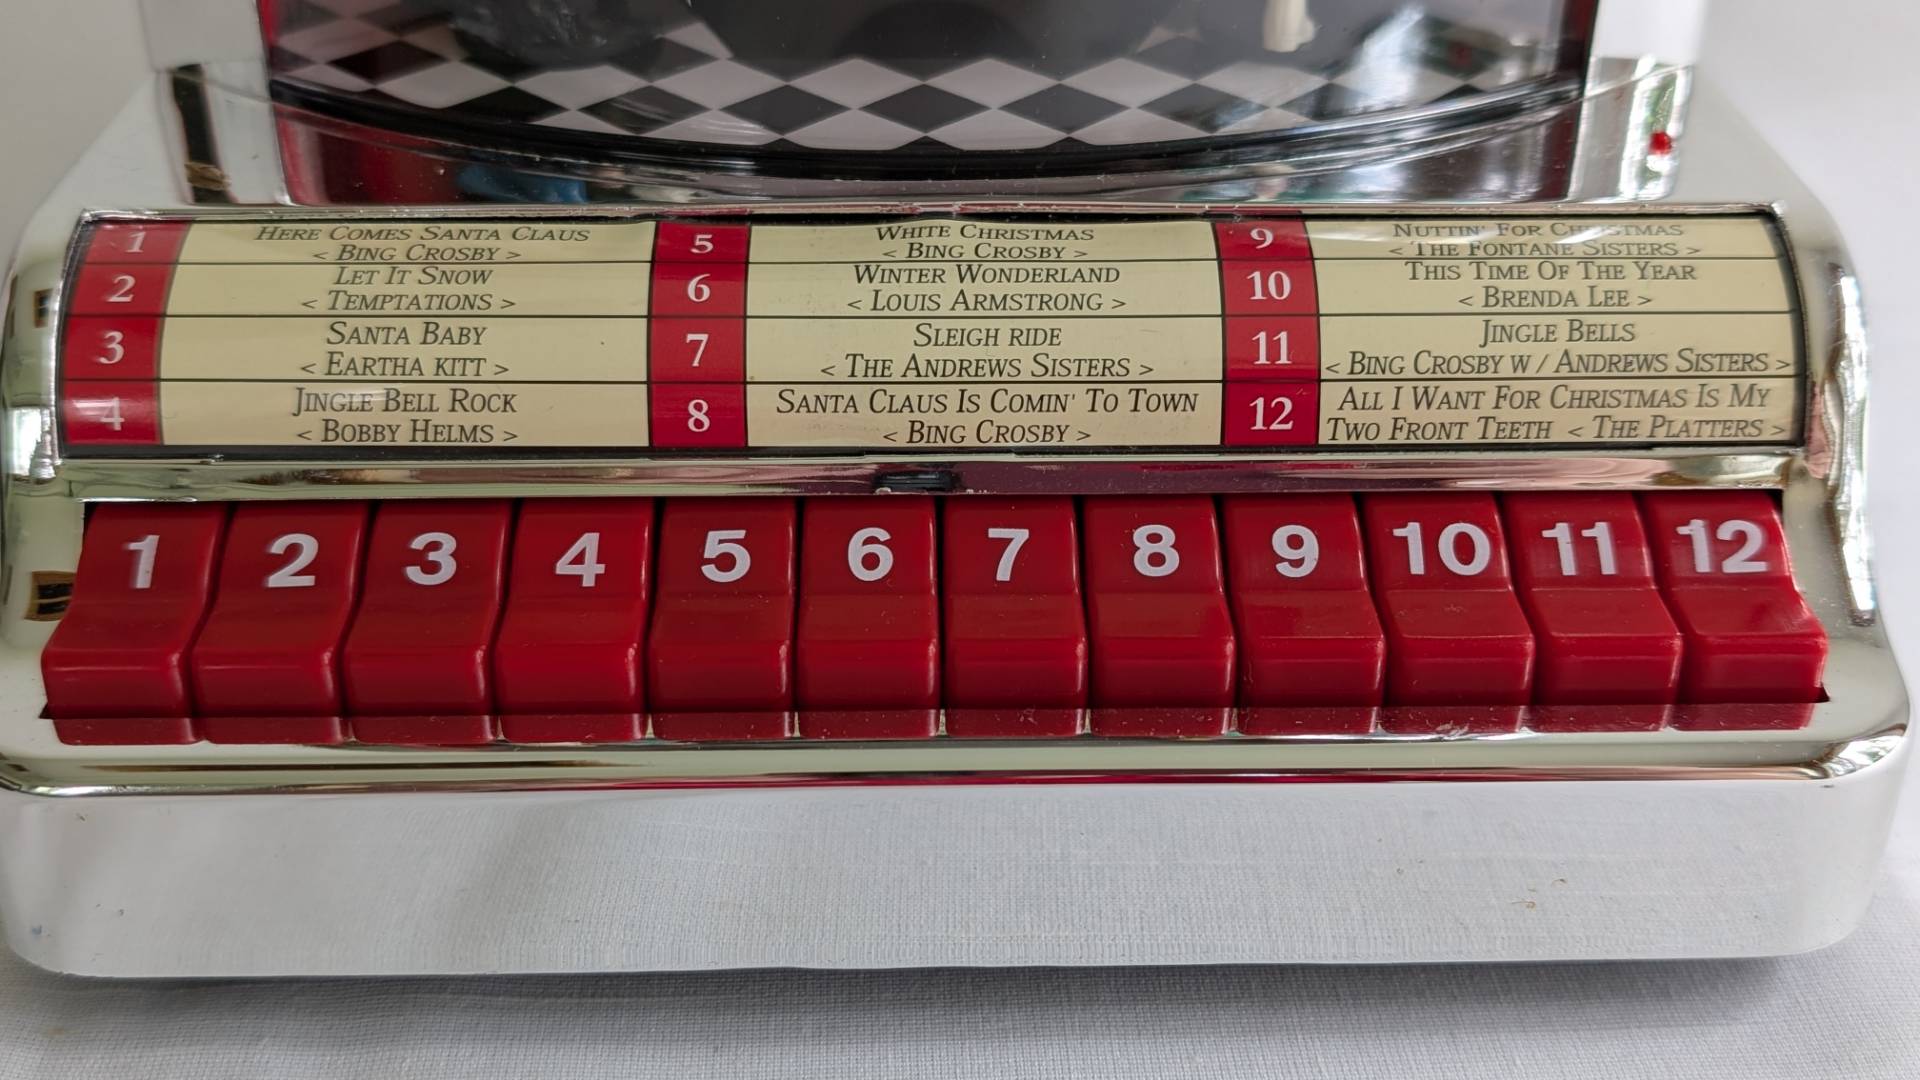 1
HERE COMES SANTA CLAUS
< BING CROSBY >
2
LET IT SNOW
< TEMPTATIONS >
3
SANTA BABY
< EARTHA KITT >
4
JINGLE BELL ROCK
< BOBBY HELMS >
5
WHITE CHRISTMAS
< BING CROSBY >
6
WINTER WONDERLAND
< LOUIS ARMSTRONG >
7
SLEIGH RIDE
< THE ANDREWS SISTERS >
8
SANTA CLAUS IS COMIN' TO TOWN
< BING CROSBY >
9
NUTTIN' FOR CHRISTMAS
< THE FONTANE SISTERS >
10
THIS TIME OF THE YEAR
< BRENDA LEE >
11
JINGLE BELLS
< BING CROSBY W / ANDREWS SISTERS >
12
ALL I WANT FOR CHRISTMAS IS MY
TWO FRONT TEETH < THE PLATTERS >
1 2 3 4 5 6 7 8 9 10 11 12